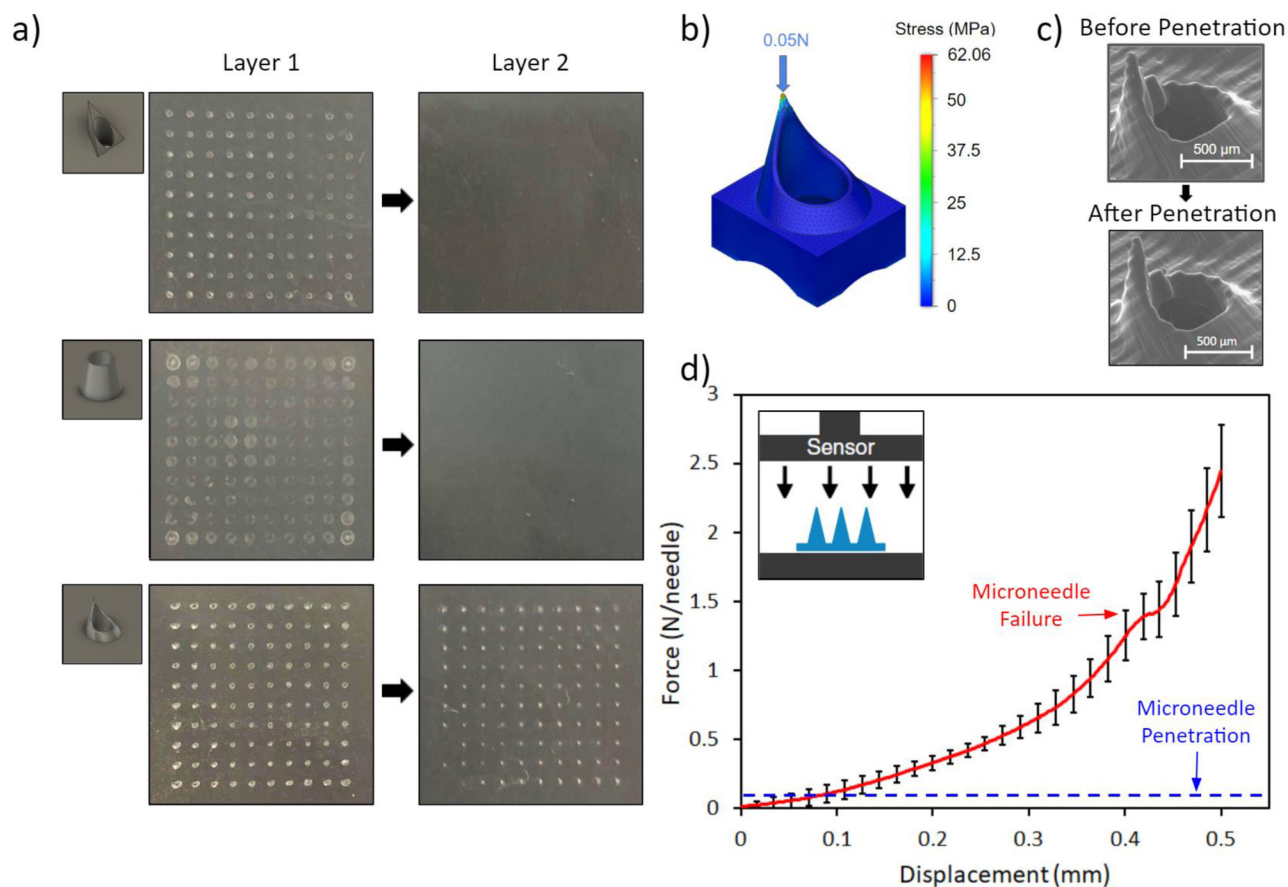 a)
Layer 1
Layer 2
b)
0.05N
Stress (MPa)
62.06
50
37.5
25
12.5
0
c)
Before Penetration
500 µm
After Penetration
500 µm
d)
3
2.5
2
1.5
1
0.5
0
Force (N/needle)
Sensor
Microneedle
Failure
Microneedle
Penetration
0
0.1
0.2
0.3
0.4
0.5
Displacement (mm)